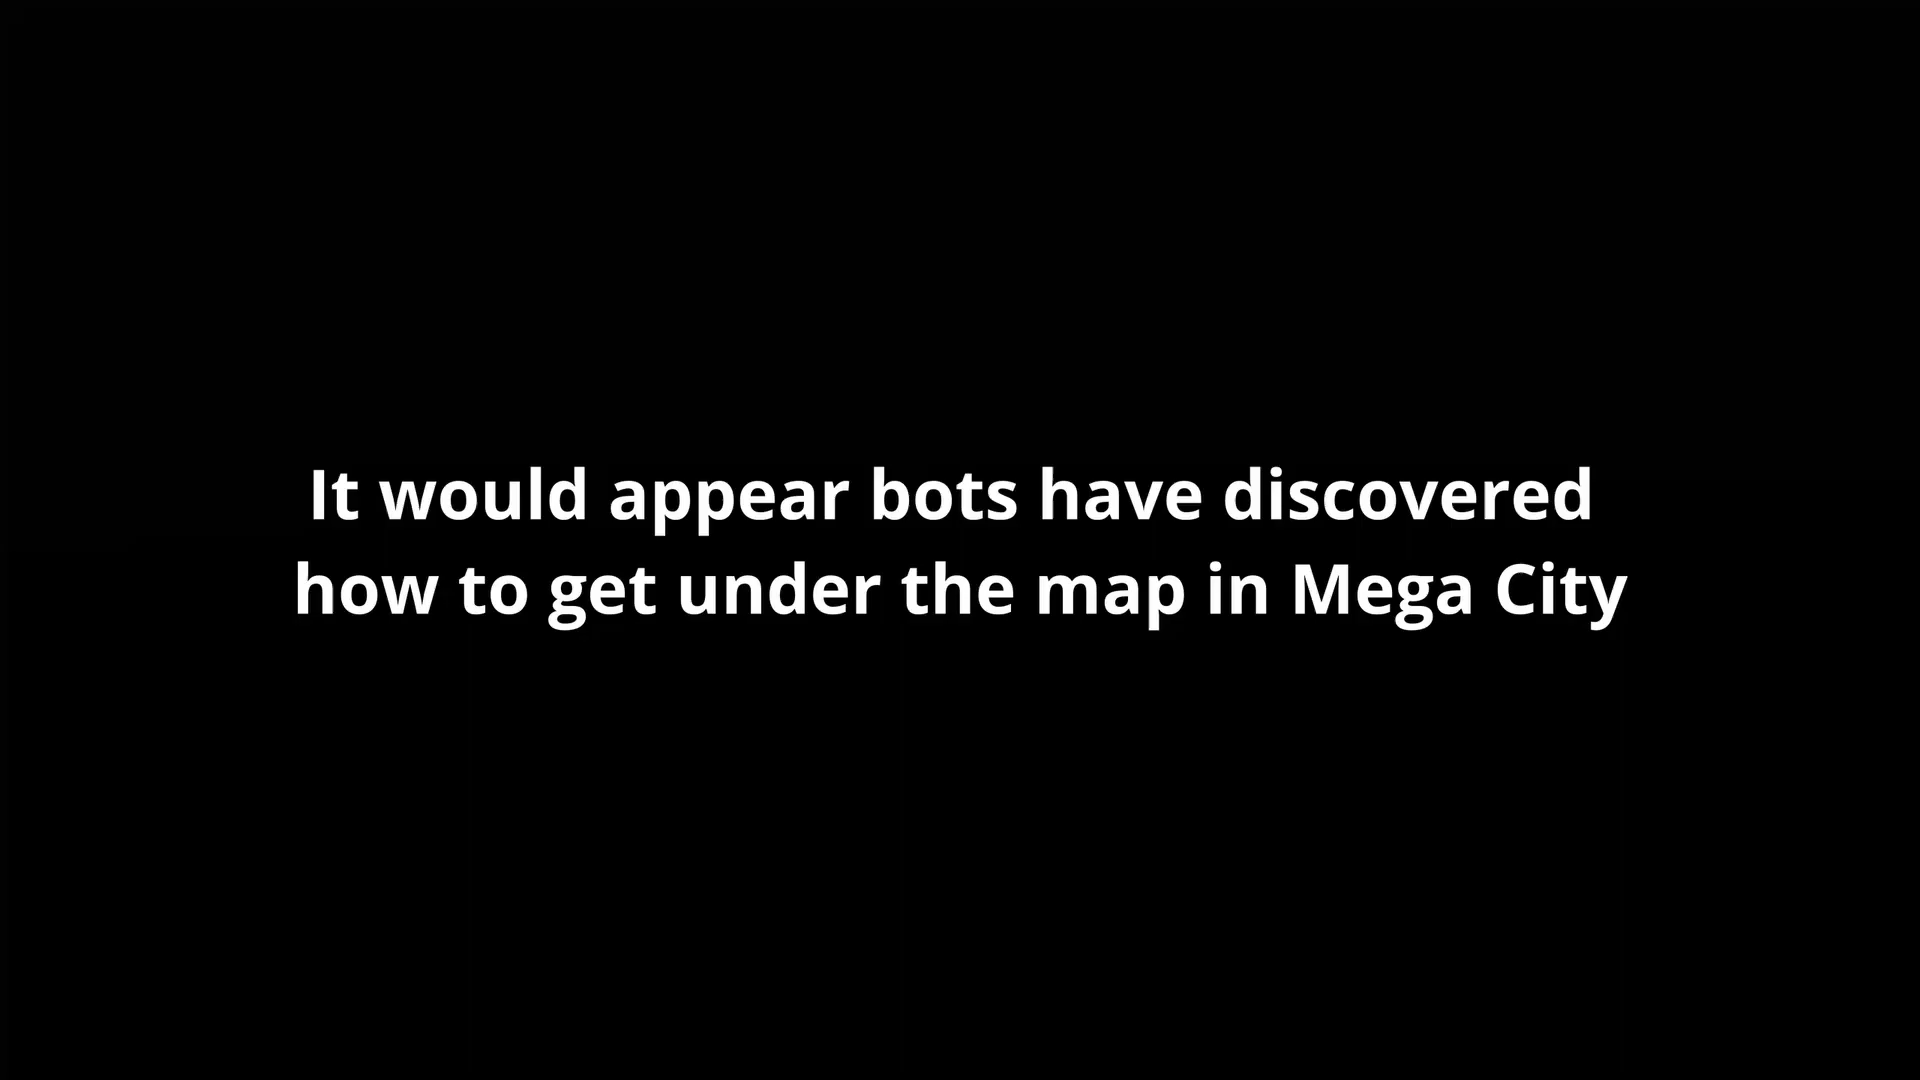 It would appear bots have discovered
how to get under the map in Mega City